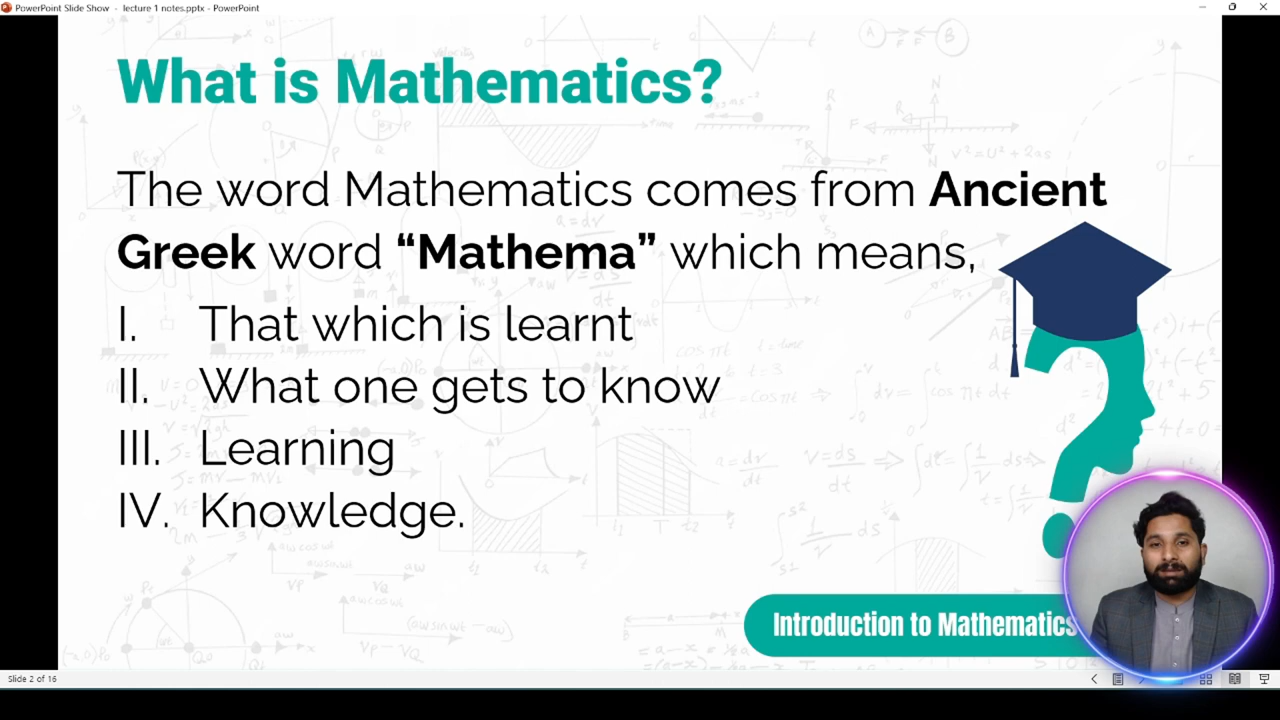 PowerPoint Slide Show - lecture 1 notes.pptx - PowerPoint
What is Mathematics?
The word Mathematics comes from Ancient
Greek word “Mathema” which means,
I. That which is learnt
II. What one gets to know
III. Learning
IV. Knowledge.
Introduction to Mathematics
Slide 2 of 16